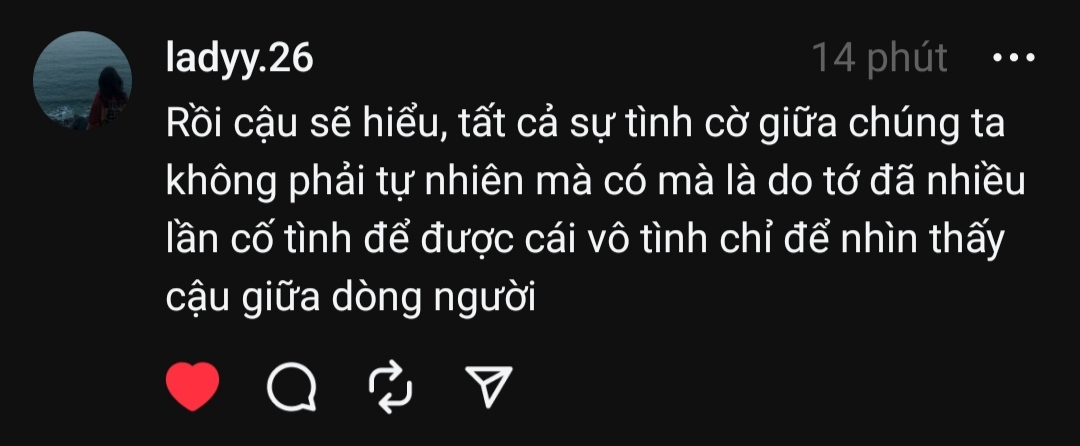 ladyy.26
14 phút
Rồi cậu sẽ hiểu, tất cả sự tình cờ giữa chúng ta
không phải tự nhiên mà có mà là do tớ đã nhiều
lần cố tình để được cái vô tình chỉ để nhìn thấy
cậu giữa dòng người